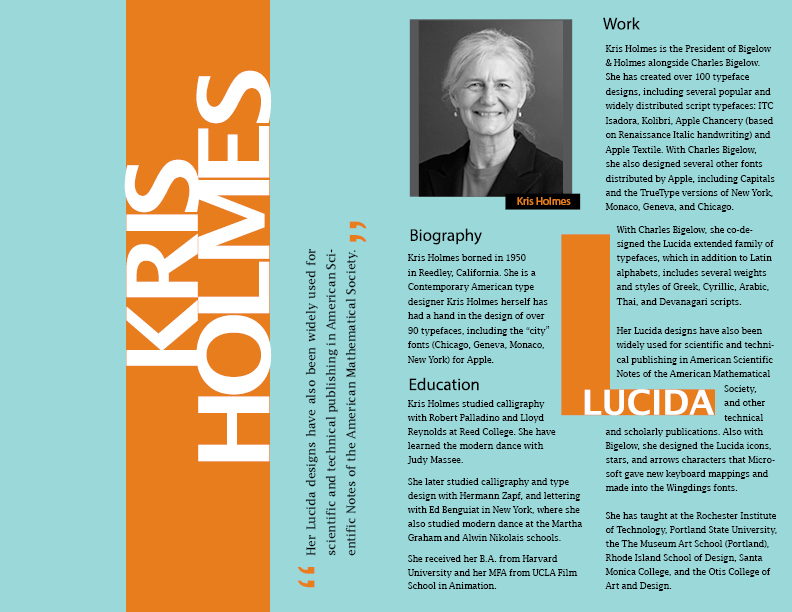 KRIS
HOLMES
“
Her Lucida designs have also been widely used for
scientific and technical publishing in American Sci-
entific Notes of the American Mathematical Society.
”
Kris Holmes
Biography
Kris Holmes borned in 1950
in Reedley, California. She is a
Contemporary American type
designer Kris Holmes herself has
had a hand in the design of over
90 typefaces, including the “city”
fonts (Chicago, Geneva, Monaco,
New York) for Apple.
Education
Kris Holmes studied calligraphy
with Robert Palladino and Lloyd
Reynolds at Reed College. She have
learned the modern dance with
Judy Massee.
She later studied calligraphy and type
design with Hermann Zapf, and lettering
with Ed Benguiat in New York, where she
also studied modern dance at the Martha
Graham and Alwin Nikolais schools.
She received her B.A. from Harvard
University and her MFA from UCLA Film
School in Animation.
Work
Kris Holmes is the President of Bigelow
& Holmes alongside Charles Bigelow.
She has created over 100 typeface
designs, including several popular and
widely distributed script typefaces: ITC
Isadora, Kolibri, Apple Chancery (based
on Renaissance Italic handwriting) and
Apple Textile. With Charles Bigelow,
she also designed several other fonts
distributed by Apple, including Capitals
and the TrueType versions of New York,
Monaco, Geneva, and Chicago.
With Charles Bigelow, she co-de-
signed the Lucida extended family of
typefaces, which in addition to Latin
alphabets, includes several weights
and styles of Greek, Cyrillic, Arabic,
Thai, and Devanagari scripts.
Her Lucida designs have also been
widely used for scientific and techni-
cal publishing in American Scientific
Notes of the American Mathematical
Society,
and other
technical
and scholarly publications. Also with
Bigelow, she designed the Lucida icons,
stars, and arrows characters that Micro-
soft gave new keyboard mappings and
made into the Wingdings fonts.
She has taught at the Rochester Institute
of Technology, Portland State University,
the The Museum Art School (Portland),
Rhode Island School of Design, Santa
Monica College, and the Otis College of
Art and Design.
L
LUCIDA